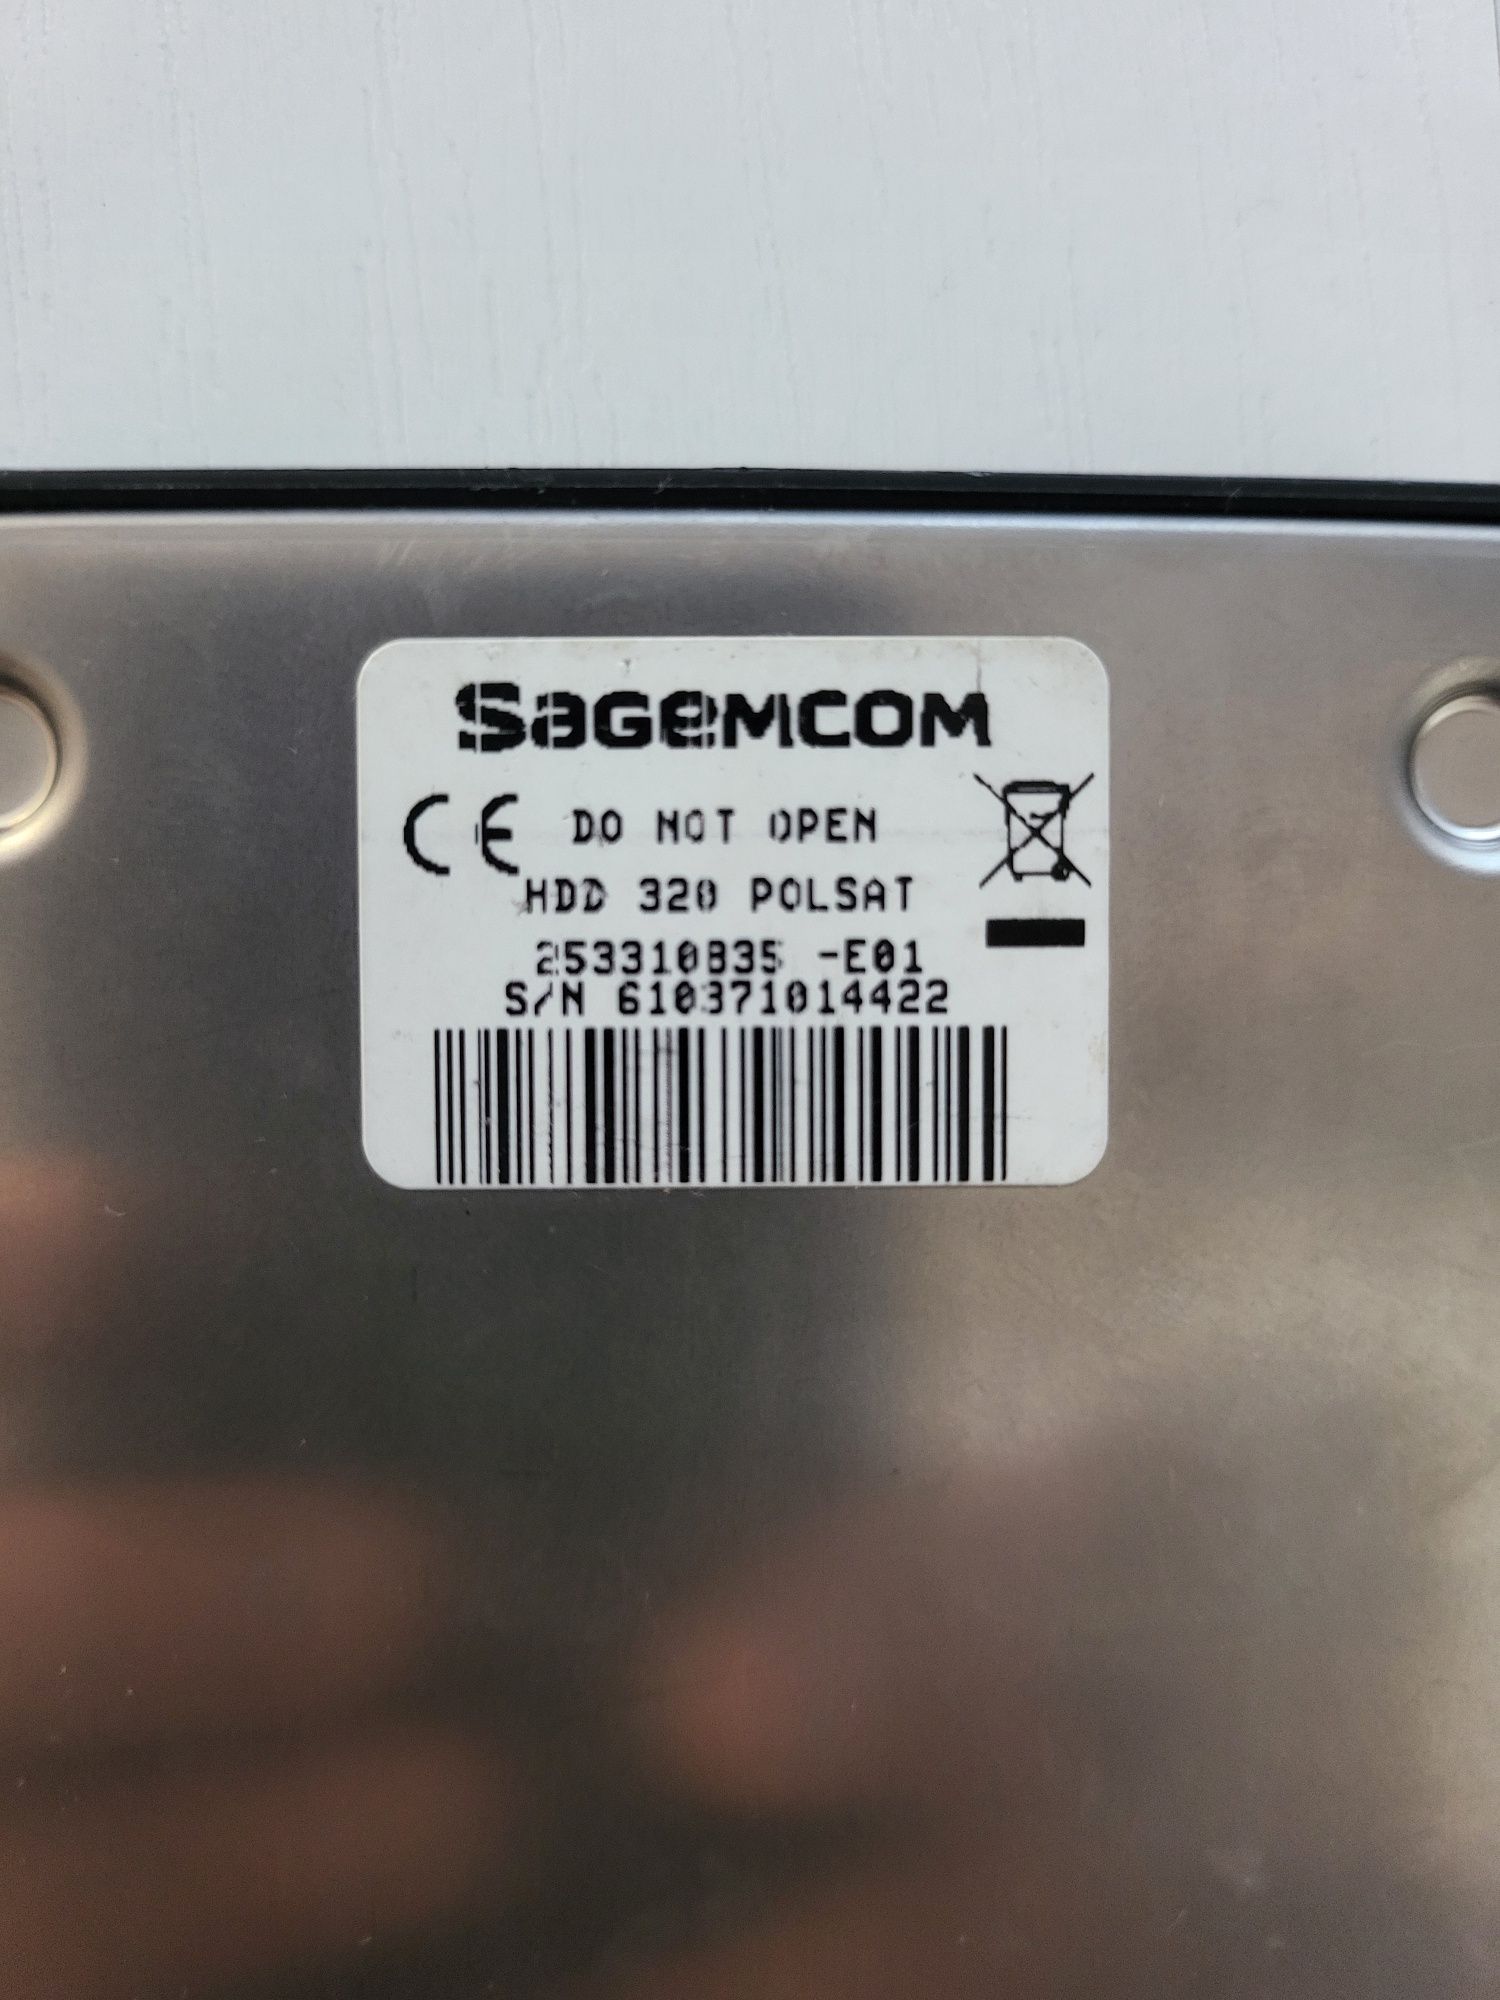 SAGEMCOM
CE DO NOT OPEN
HDD 320 POLSAT
253310835 -E01
S/N 610371014422